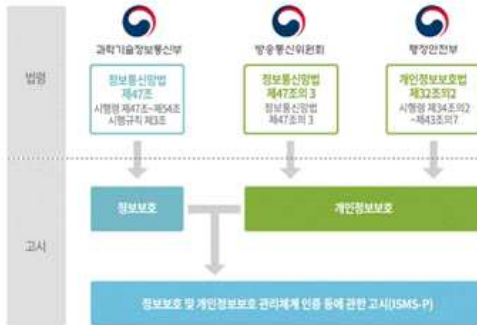 과학기술정보통신부
방송통신위원회
행정안전부
법령
정보통신망법
제47조
시행령 제47조~제54조
시행규칙 제3조
정보통신망법
제47의 3
정보통신망법
제47의 3
개인정보보호법
제32조의2
시행령 제34조의2
~제43조의7
고시
정보보호
개인정보보호
정보보호 및 개인정보보호 관리체계 인증 등에 관한 고시(ISMS-P)